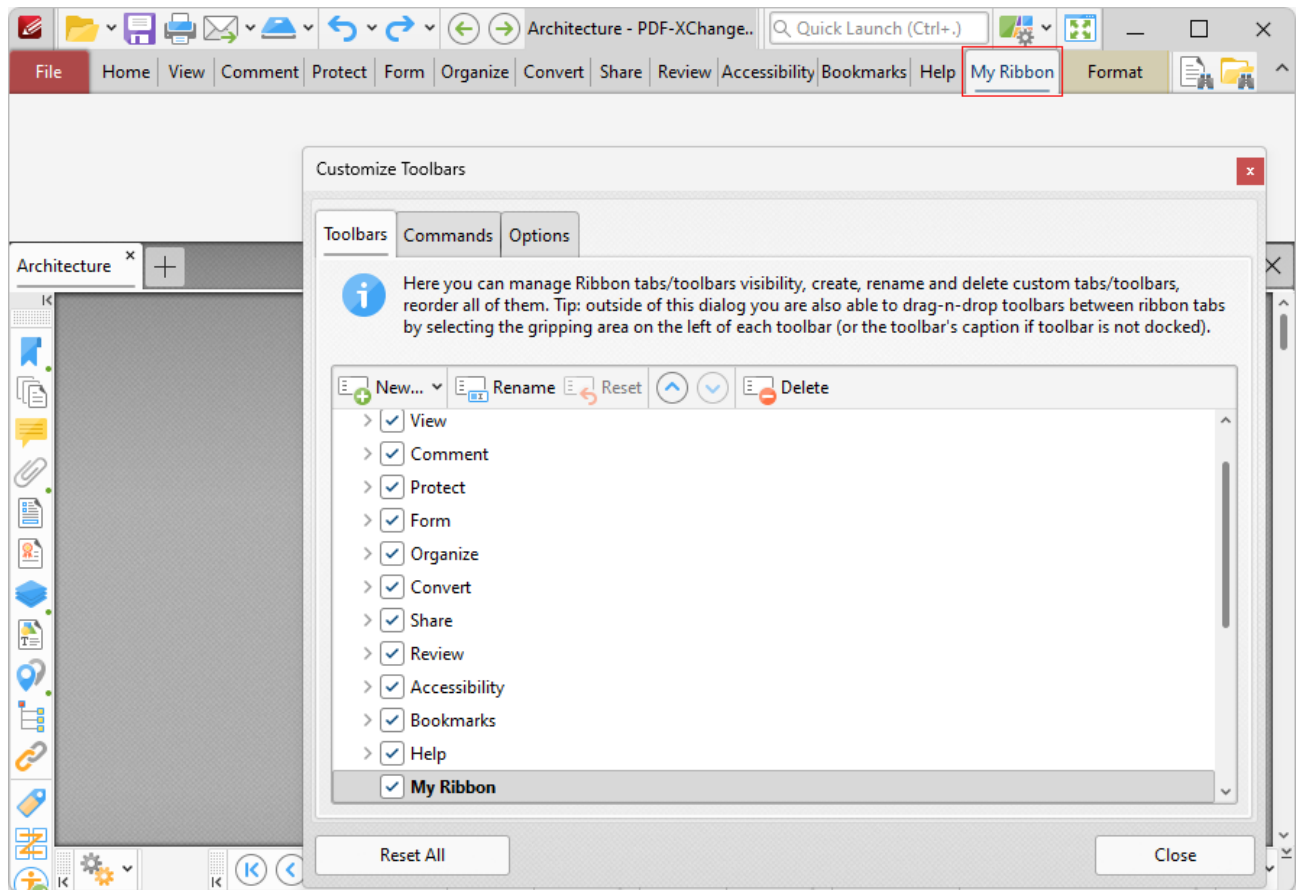 Architecture - PDF-XChange..
Quick Launch (Ctrl+.)
File Home View Comment Protect Form Organize Convert Share Review Accessibility Bookmarks Help My Ribbon Format
Customize Toolbars
Toolbars Commands Options
Architecture
Here you can manage Ribbon tabs/toolbars visibility, create, rename and delete custom tabs/toolbars,
reorder all of them. Tip: outside of this dialog you are also able to drag-n-drop toolbars between ribbon tabs
by selecting the gripping area on the left of each toolbar (or the toolbar's caption if toolbar is not docked).
New... Rename Reset Delete
View
Comment
Protect
Form
Organize
Convert
Share
Review
Accessibility
Bookmarks
Help
My Ribbon
Reset All Close